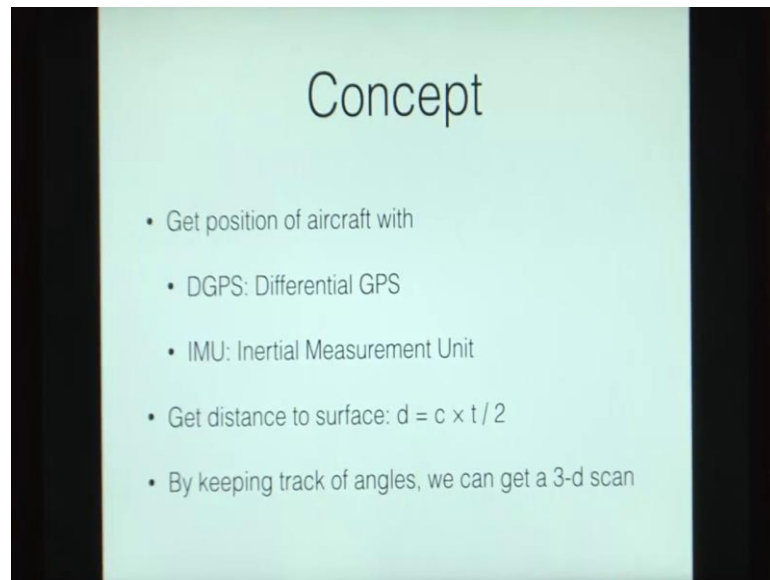 Concept
• Get position of aircraft with
• DGPS: Differential GPS
• IMU: Inertial Measurement Unit
• Get distance to surface: d = c × t / 2
• By keeping track of angles, we can get a 3-d scan